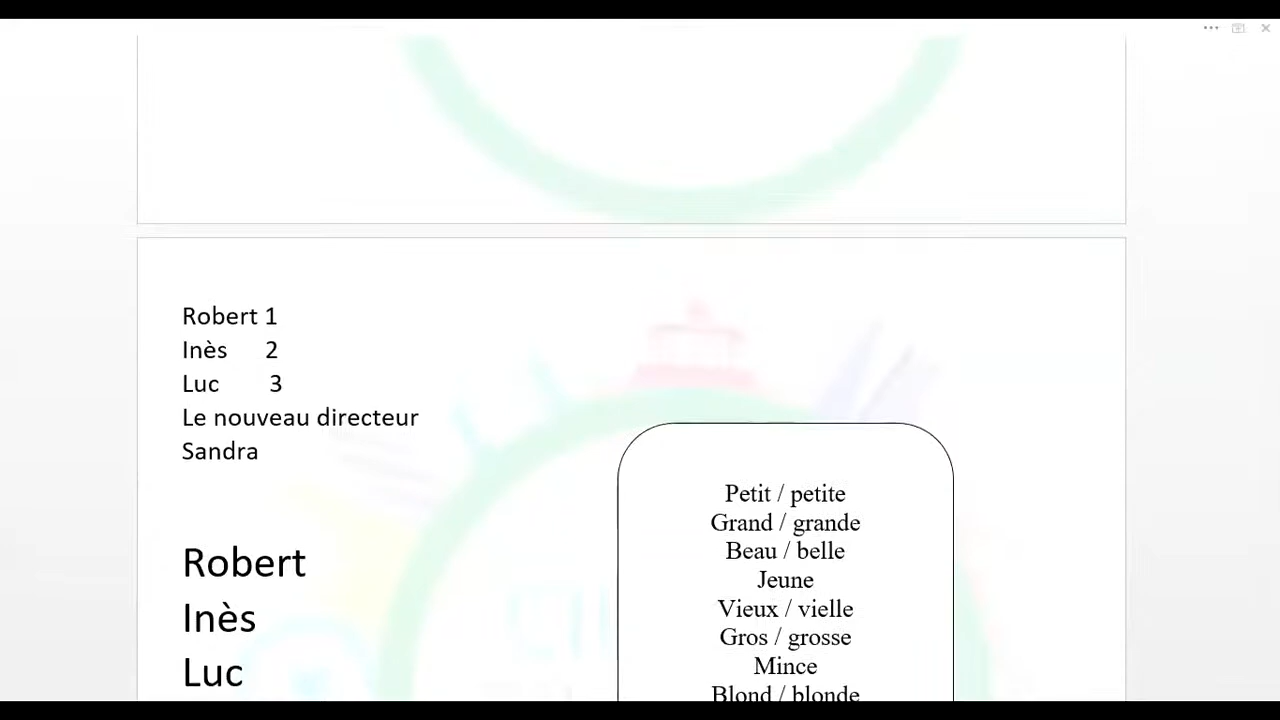 Robert 1
Inès 2
Luc 3
Le nouveau directeur
Sandra
Robert
Inès
Luc
Petit / petite
Grand / grande
Beau / belle
Jeune
Vieux / vielle
Gros / grosse
Mince
Blond / blonde